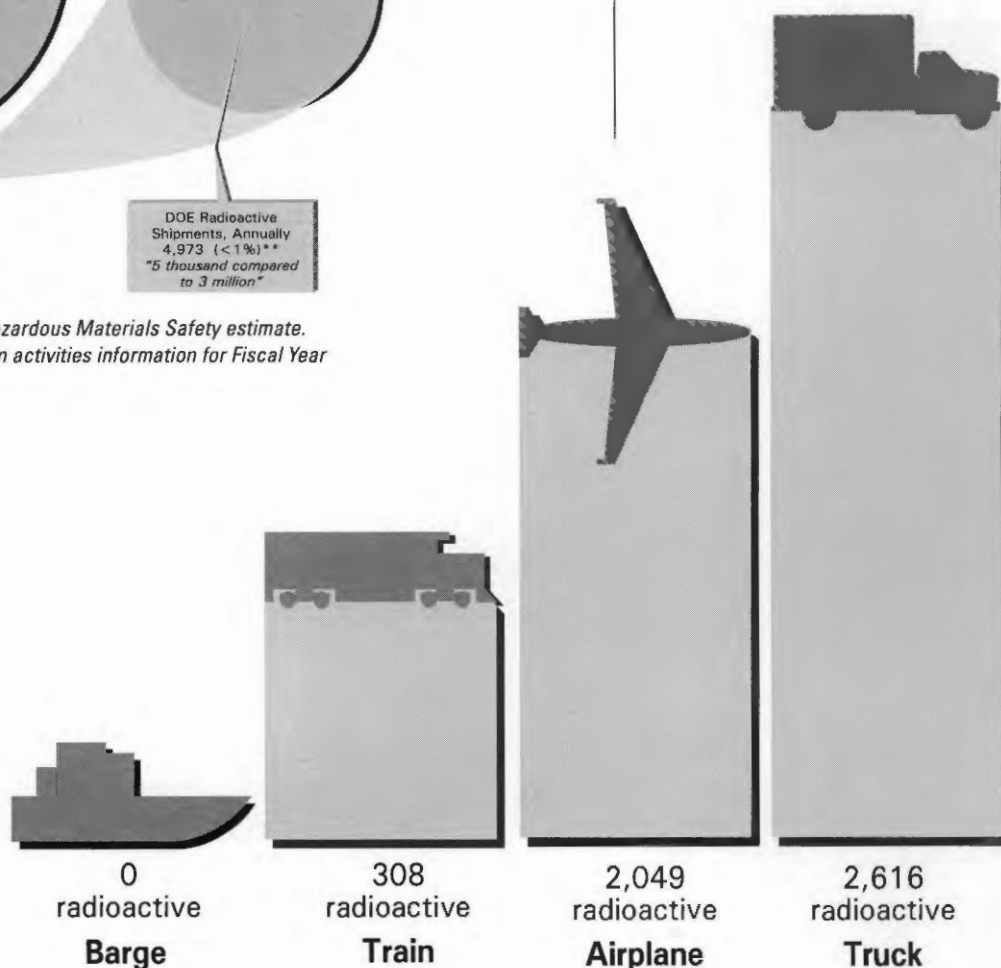 DOE Radioactive
Shipments, Annually
4,973 (<1%)**
"5 thousand compared
to 3 million"
Hazardous Materials Safety estimate.
activities information for Fiscal Year
0
radioactive
Barge
308
radioactive
Train
2,049
radioactive
Airplane
2,616
radioactive
Truck